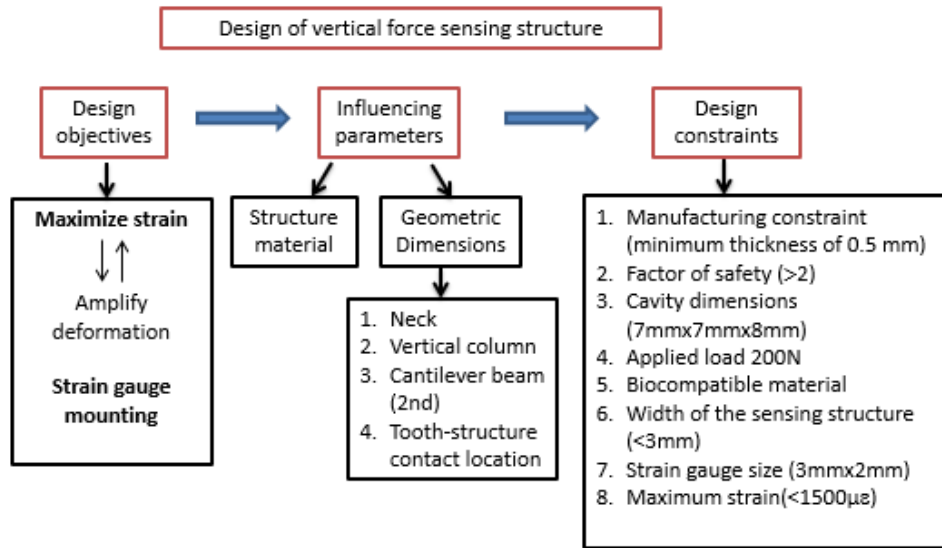 Design of vertical force sensing structure
Design
objectives
Influencing
parameters
Design
constraints
Maximize strain
Amplify
deformation
Strain gauge
mounting
Structure
material
Geometric
Dimensions
1. Neck
2. Vertical column
3. Cantilever beam
(2nd)
4. Tooth-structure
contact location
1. Manufacturing constraint
(minimum thickness of 0.5 mm)
2. Factor of safety (>2)
3. Cavity dimensions
(7mmx7mmx8mm)
4. Applied load 200N
5. Biocompatible material
6. Width of the sensing structure
(<3mm)
7. Strain gauge size (3mmx2mm)
8. Maximum strain(<1500µɛ)